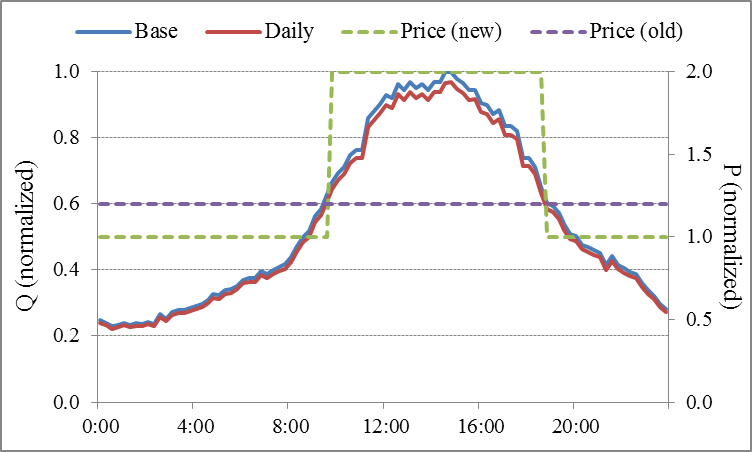 Base Daily Price (new) Price (old)
1.0 2.0
0.8
1.5
0.6
1.0
0.4
0.5
0.2
0.0 0.0
0:00 4:00 8:00 12:00 16:00 20:00
Q (normalized)
P (normalized)